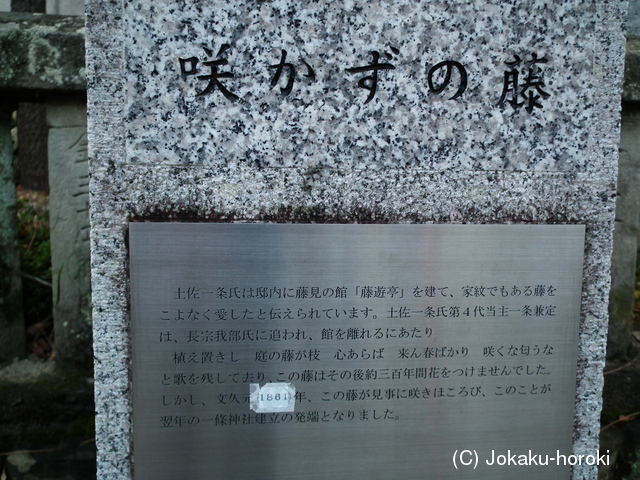 咲かずの藤
土佐一条氏は邸内に藤見の館「藤遊亭」を建て、家紋でもある藤を
こよなく愛したと伝えられています。土佐一条氏第4代当主一条兼定
は、長宗我部氏に追われ、館を離れるにあたり
植え置きし 庭の藤が枝 心あらば 来ん春ばかり 咲くな匂うな
と歌を残しており、この藤はその後約三百年間花をつけませんでした。
しかし、文久元(1861)年、この藤が見事に咲きほころび、このことが
翌年の一條神社建立の発端となりました。
(C) Jokaku-horoki